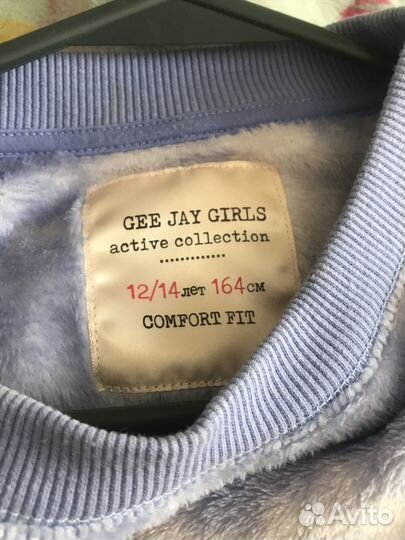 GEE JAY GIRLS
active collection
.............
12/14лет 164см
COMFORT FIT
Avito